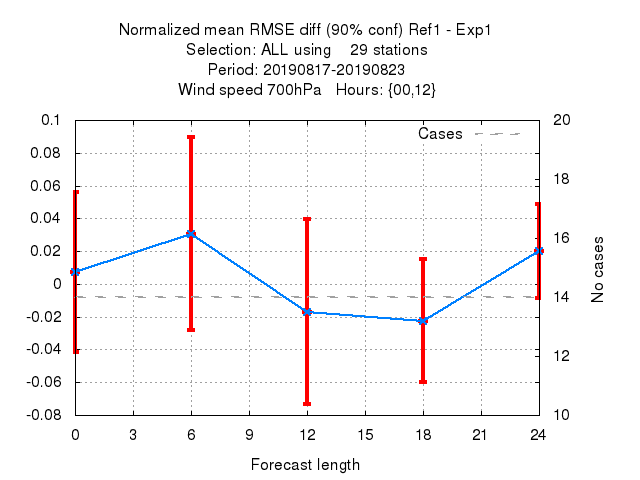 Normalized mean RMSE diff (90% conf) Ref1 - Exp1
Selection: ALL using    29 stations
Period: 20190817-20190823
Wind speed 700hPa   Hours: {00,12}
Cases
0.1
0.08
0.06
0.04
0.02
0
-0.02
-0.04
-0.06
-0.08
20
18
16
14
12
10
No cases
0 3 6 9 12 15 18 21 24
Forecast length